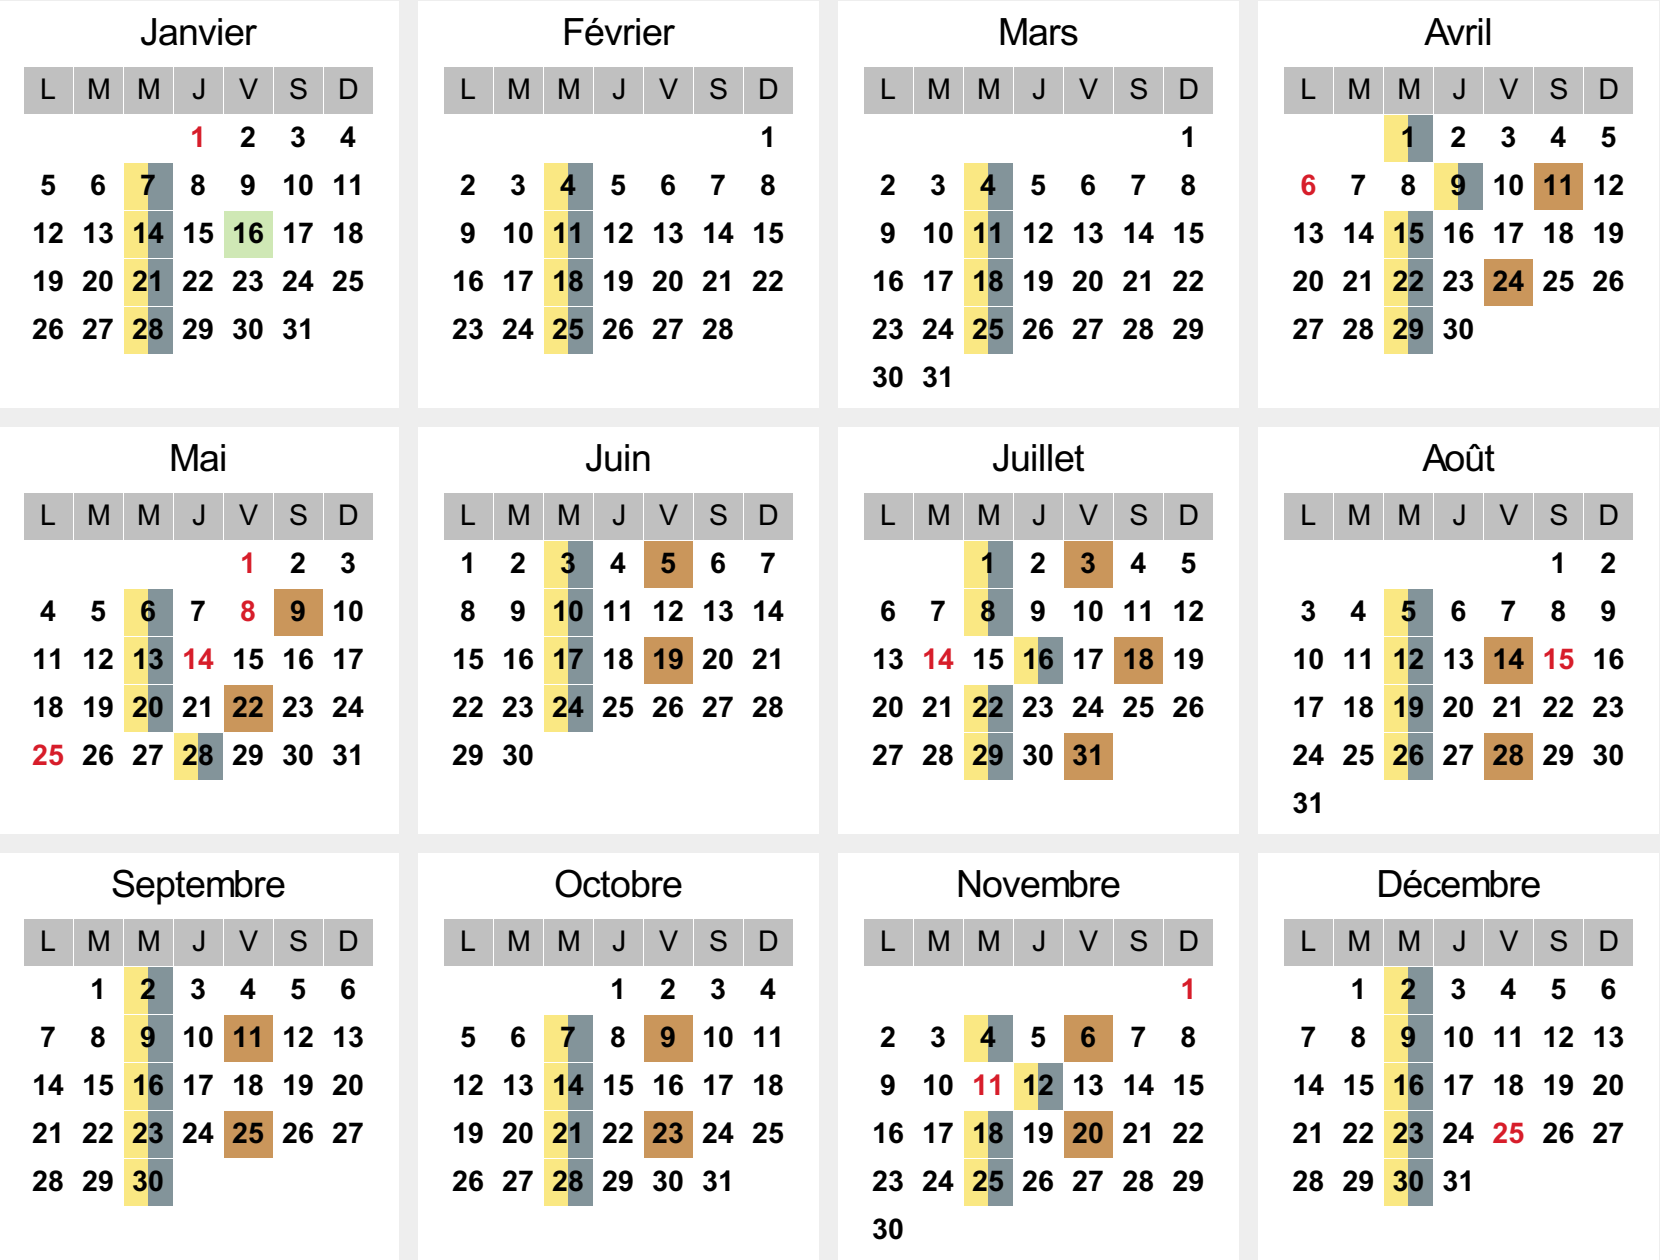 Janvier
L M M J V S D
1 2 3 4
5 6 7 8 9 10 11
12 13 14 15 16 17 18
19 20 21 22 23 24 25
26 27 28 29 30 31
Février
L M M J V S D
1
2 3 4 5 6 7 8
9 10 11 12 13 14 15
16 17 18 19 20 21 22
23 24 25 26 27 28
Mars
L M M J V S D
1
2 3 4 5 6 7 8
9 10 11 12 13 14 15
16 17 18 19 20 21 22
23 24 25 26 27 28 29
30 31
Avril
L M M J V S D
1 2 3 4 5
6 7 8 9 10 11 12
13 14 15 16 17 18 19
20 21 22 23 24 25 26
27 28 29 30
Mai
L M M J V S D
1 2 3
4 5 6 7 8 9 10
11 12 13 14 15 16 17
18 19 20 21 22 23 24
25 26 27 28 29 30 31
Juin
L M M J V S D
1 2 3 4 5 6 7
8 9 10 11 12 13 14
15 16 17 18 19 20 21
22 23 24 25 26 27 28
29 30
Juillet
L M M J V S D
1 2 3 4 5
6 7 8 9 10 11 12
13 14 15 16 17 18 19
20 21 22 23 24 25 26
27 28 29 30 31
Août
L M M J V S D
1 2
3 4 5 6 7 8 9
10 11 12 13 14 15 16
17 18 19 20 21 22 23
24 25 26 27 28 29 30
31
Septembre
L M M J V S D
1 2 3 4 5 6
7 8 9 10 11 12 13
14 15 16 17 18 19 20
21 22 23 24 25 26 27
28 29 30
Octobre
L M M J V S D
1 2 3 4
5 6 7 8 9 10 11
12 13 14 15 16 17 18
19 20 21 22 23 24 25
26 27 28 29 30 31
Novembre
L M M J V S D
1
2 3 4 5 6 7 8
9 10 11 12 13 14 15
16 17 18 19 20 21 22
23 24 25 26 27 28 29
30
Décembre
L M M J V S D
1 2 3 4 5 6
7 8 9 10 11 12 13
14 15 16 17 18 19 20
21 22 23 24 25 26 27
28 29 30 31